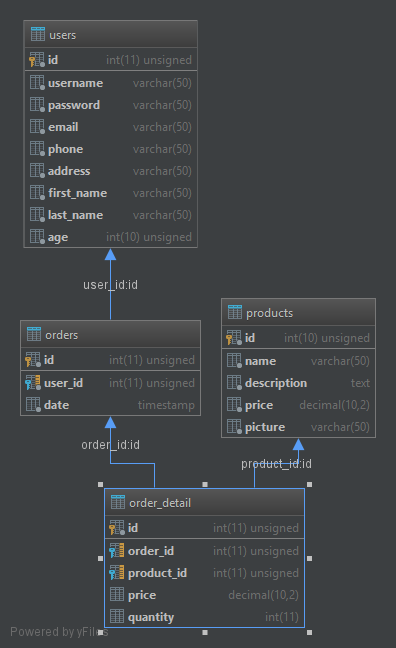 users
id int(11) unsigned
username varchar(50)
password varchar(50)
email varchar(50)
phone varchar(50)
address varchar(50)
first_name varchar(50)
last_name varchar(50)
age int(10) unsigned
user_id:id
orders
id int(11) unsigned
user_id int(11) unsigned
date timestamp
products
id int(10) unsigned
name varchar(50)
description text
price decimal(10,2)
picture varchar(50)
order_id:id
product_id:id
order_detail
id int(11) unsigned
order_id int(11) unsigned
product_id int(11) unsigned
price decimal(10,2)
quantity int(11)
Powered by yFiles